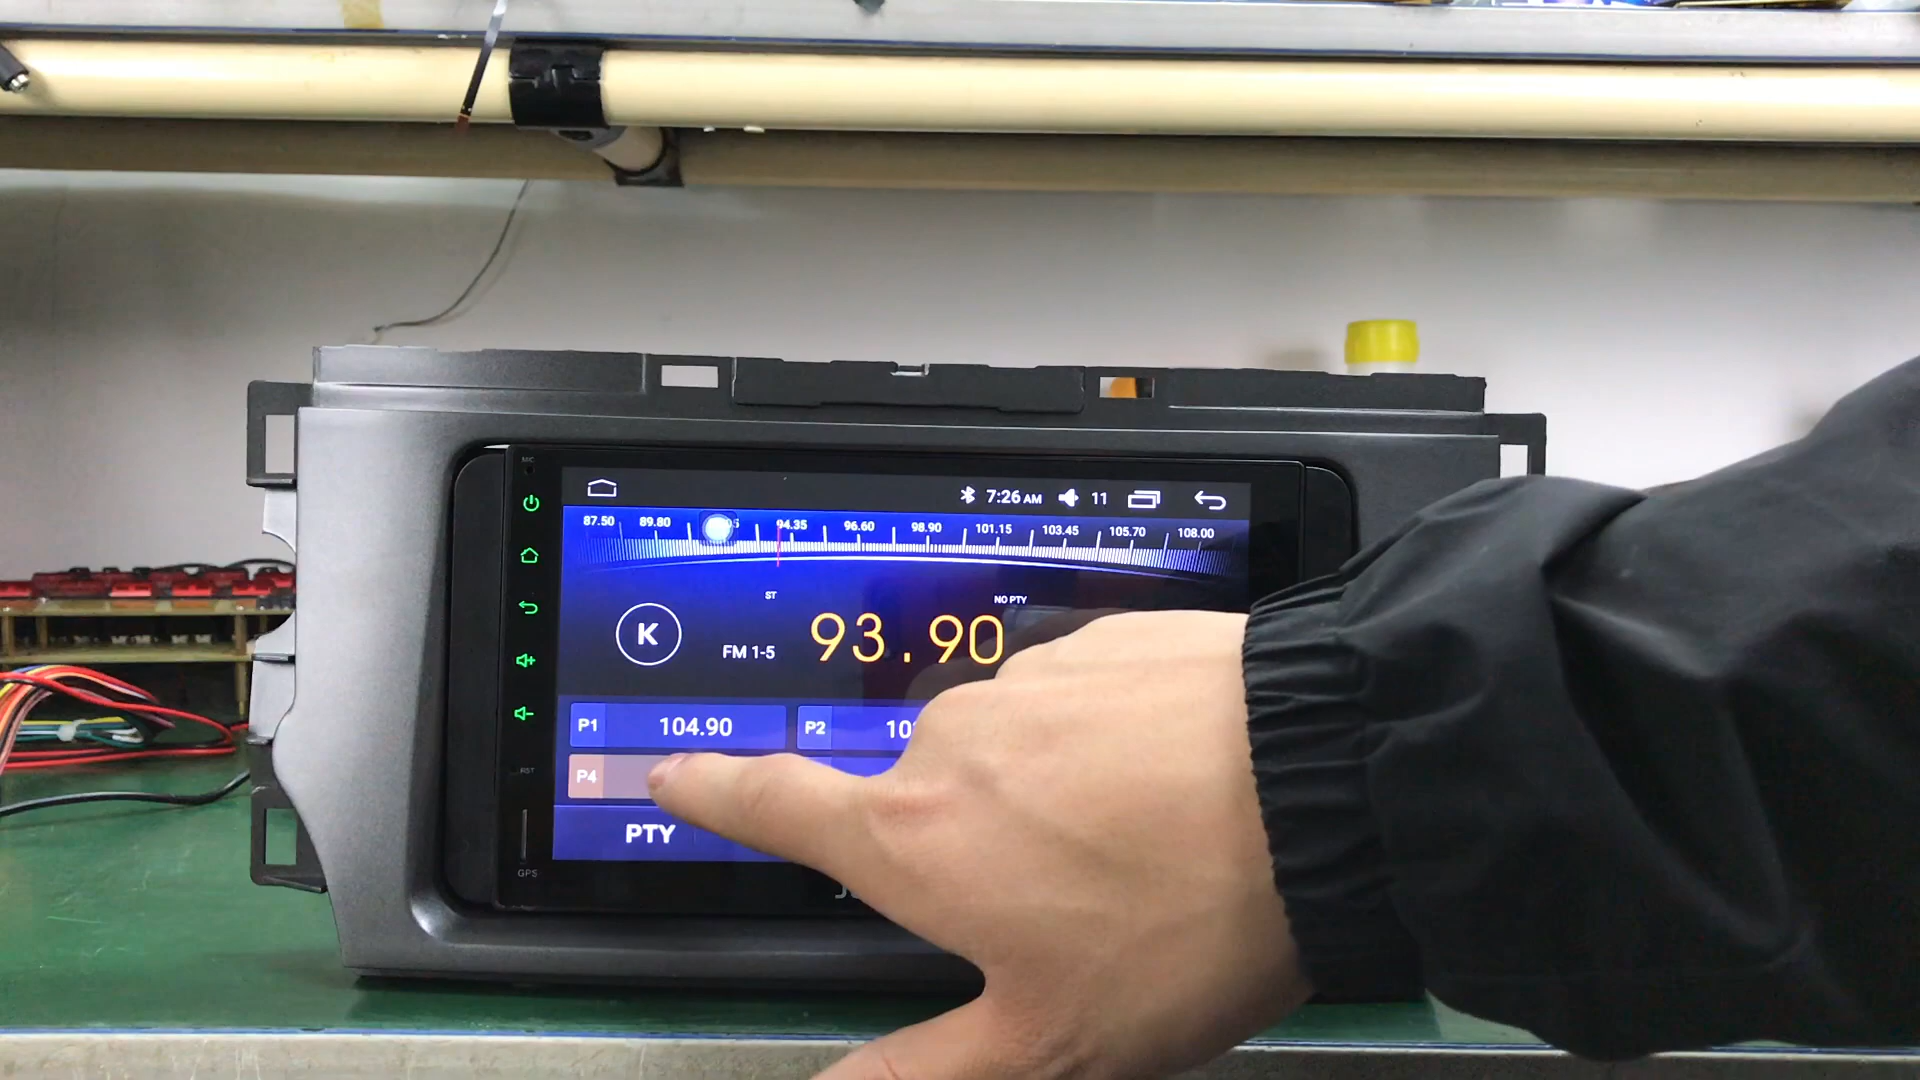 MIC
7:26 AM 11
87.50 89.80 94.35 96.60 98.90 101.15 103.45 105.70 108.00
ST NO PTY
K FM 1-5 93.90
P1 104.90 P2
P4
RST
PTY
GPS